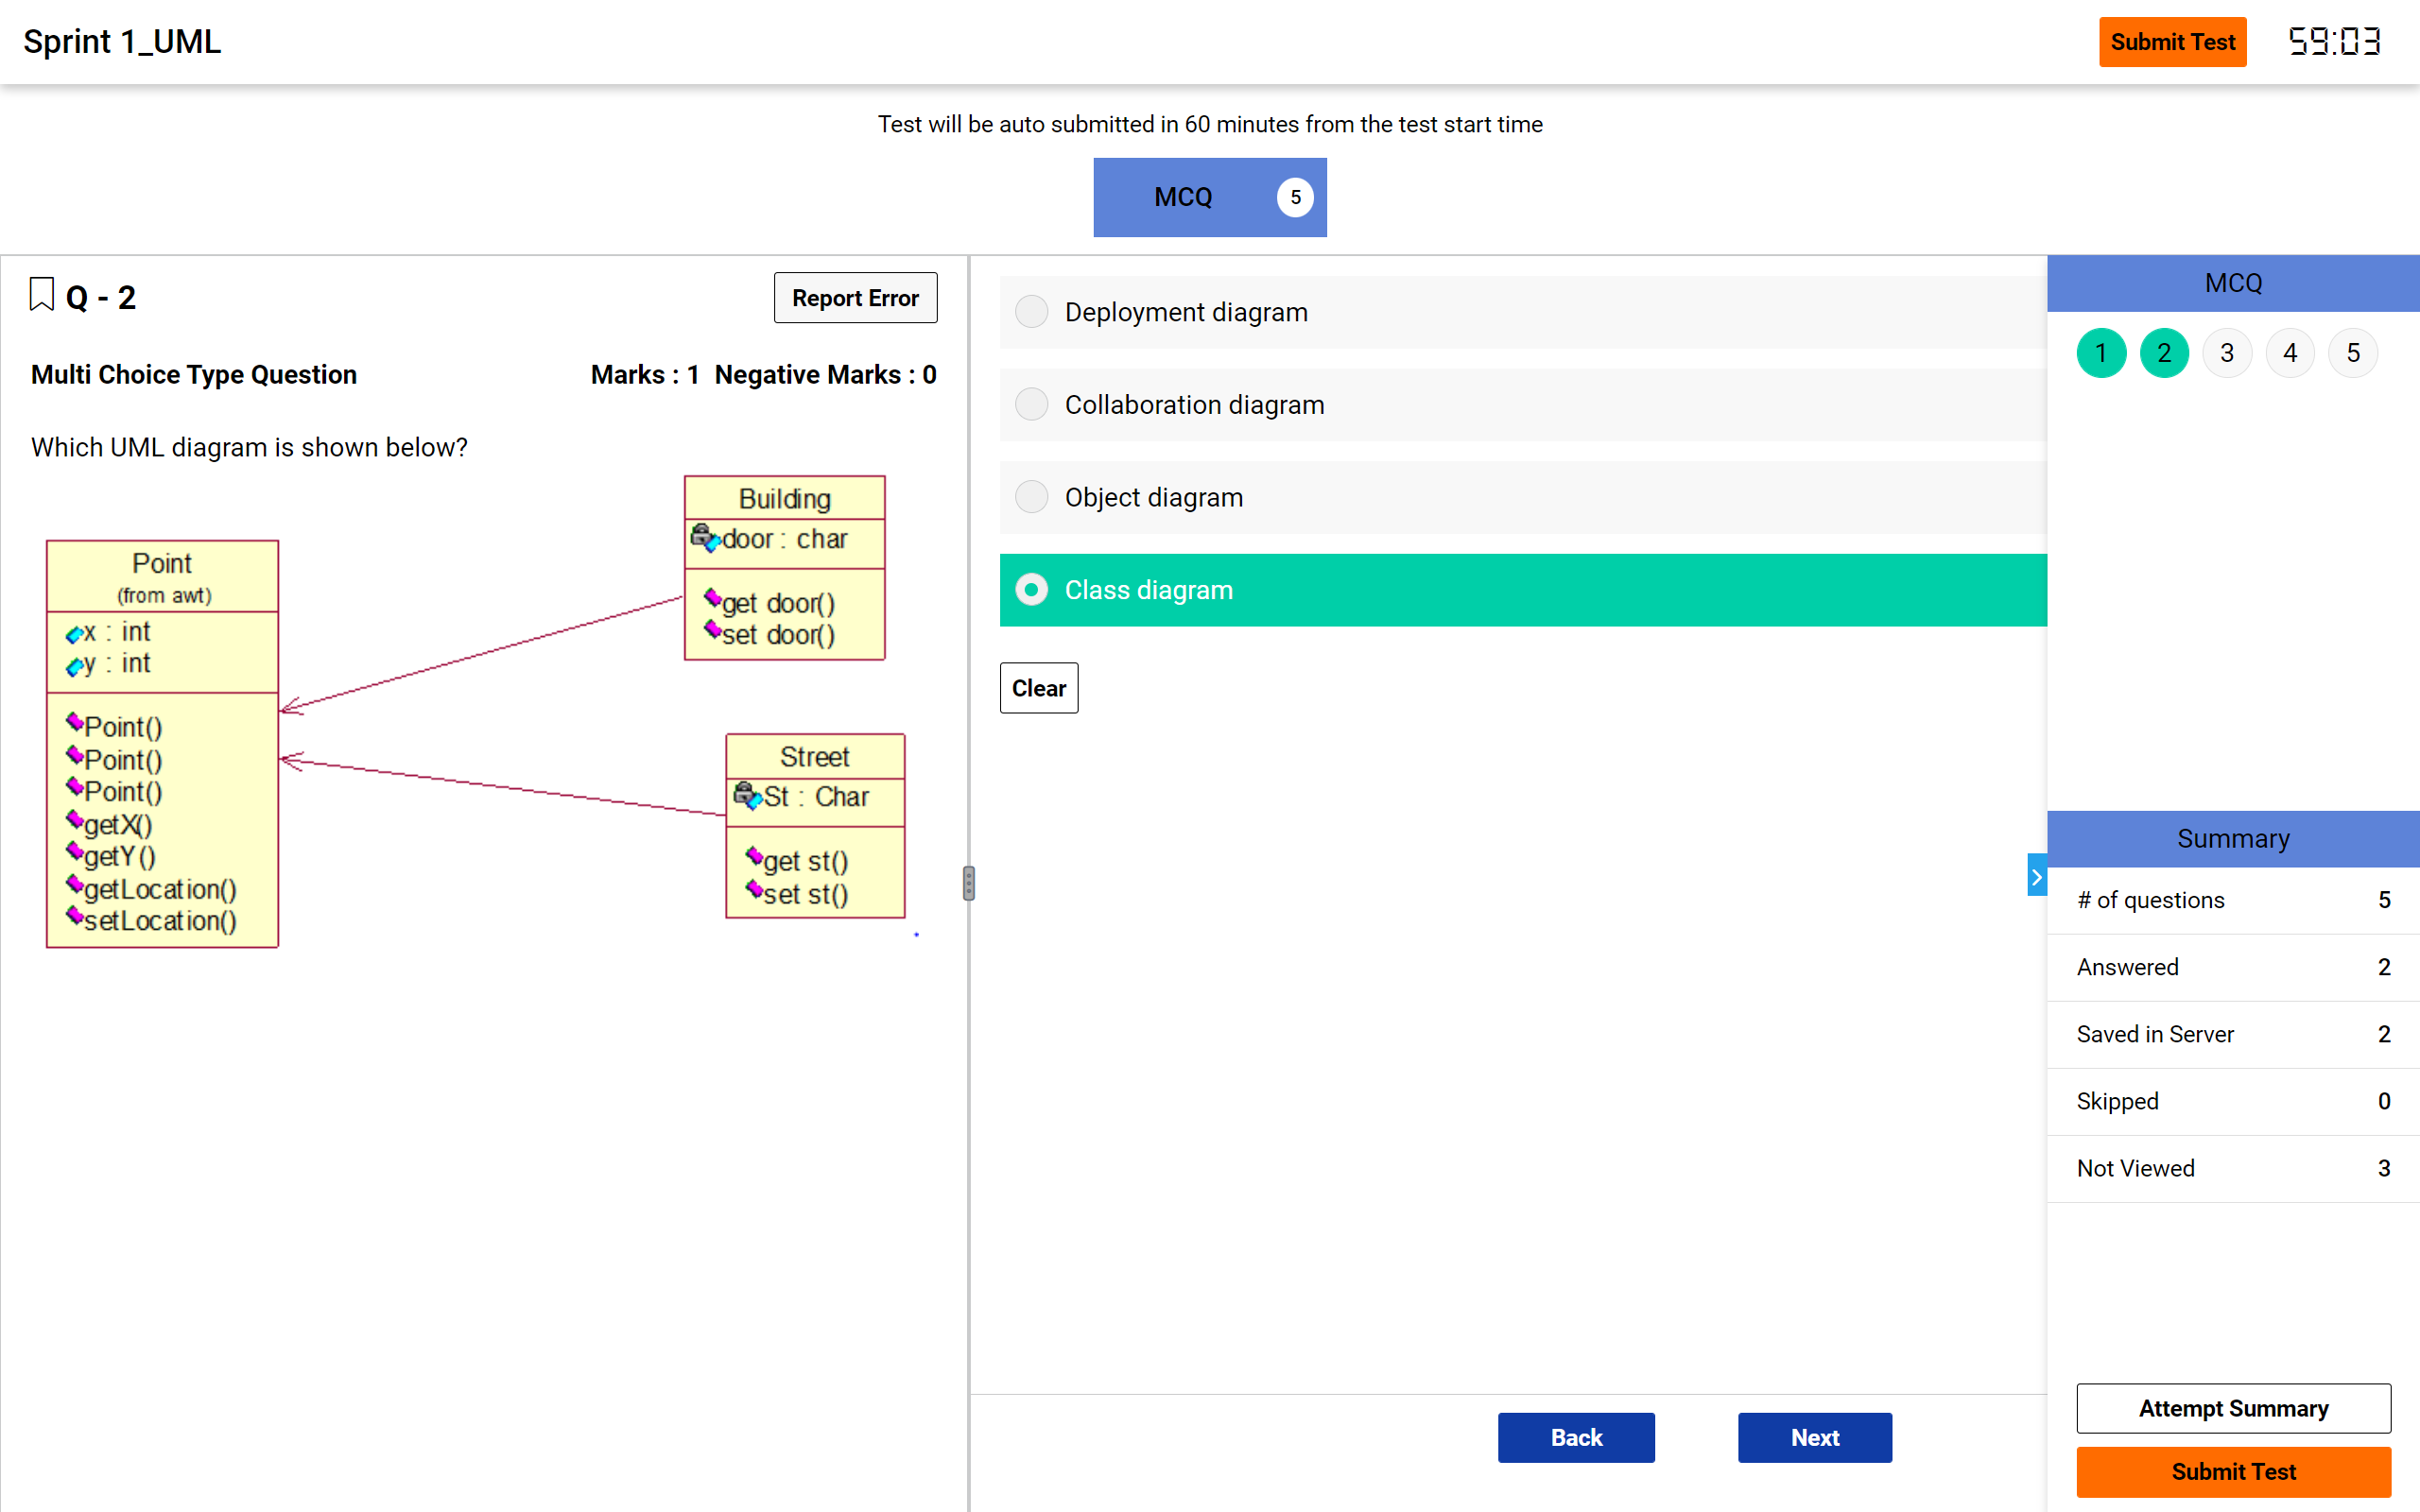 Sprint 1_UML
Submit Test
59:03
Test will be auto submitted in 60 minutes from the test start time
MCQ 5
Q - 2
Report Error
Multi Choice Type Question
Marks : 1 Negative Marks : 0
Which UML diagram is shown below?
Building
door : char
get door()
set door()
Point
(from awt)
x : int
y : int
Point()
Point()
Point()
getX()
getY()
getLocation()
setLocation()
Street
St : Char
get st()
set st()
Deployment diagram
Collaboration diagram
Object diagram
Class diagram
Clear
Back
Next
MCQ
1 2 3 4 5
Summary
# of questions 5
Answered 2
Saved in Server 2
Skipped 0
Not Viewed 3
Attempt Summary
Submit Test